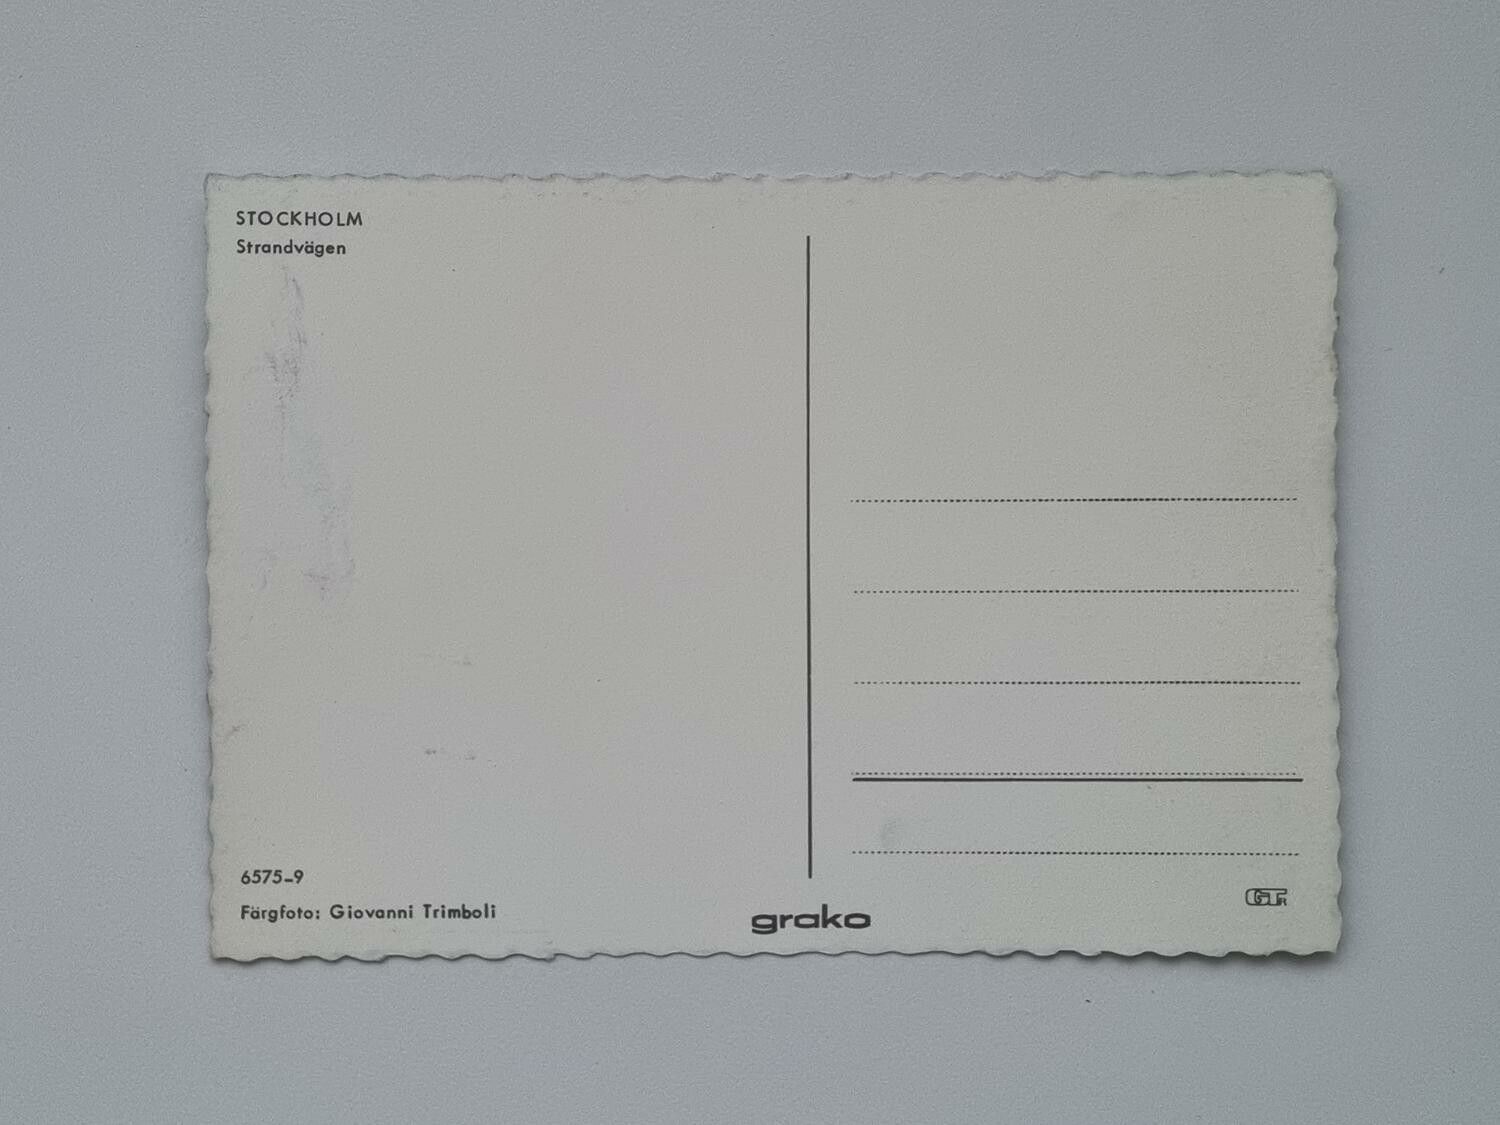 STOCKHOLM
Strandvägen
6575-9
Färgfoto: Giovanni Trimboli
grako